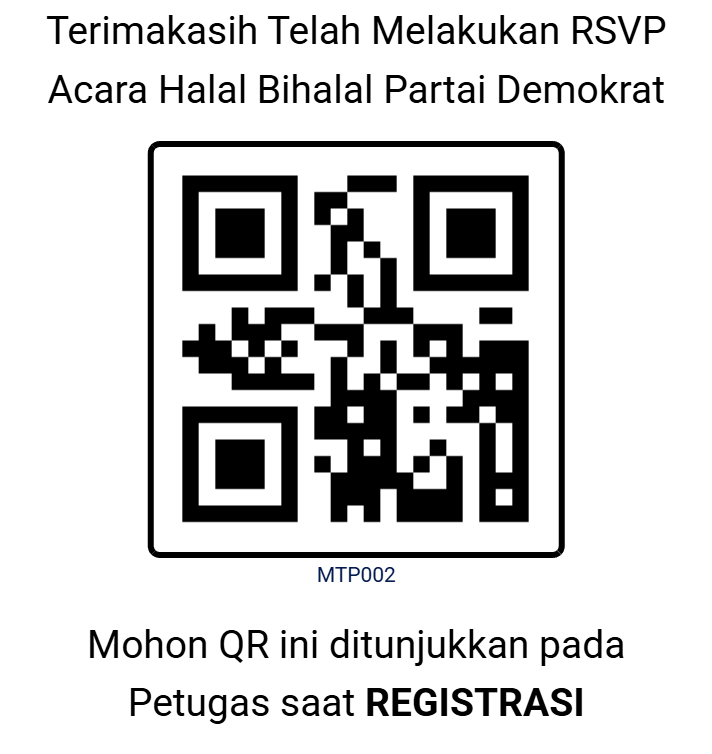 Terimakasih Telah Melakukan RSVP
Acara Halal Bihalal Partai Demokrat
MTP002
Mohon QR ini ditunjukkan pada
Petugas saat REGISTRASI